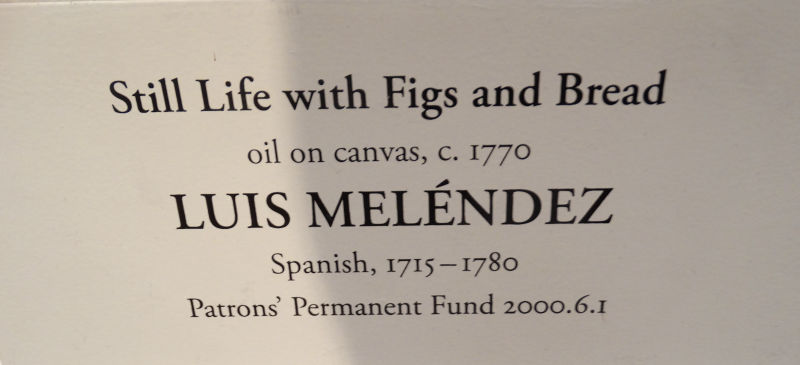 Still Life with Figs and Bread
oil on canvas, c. 1770
LUIS MELÉNDEZ
Spanish, 1715–1780
Patrons’ Permanent Fund 2000.6.1